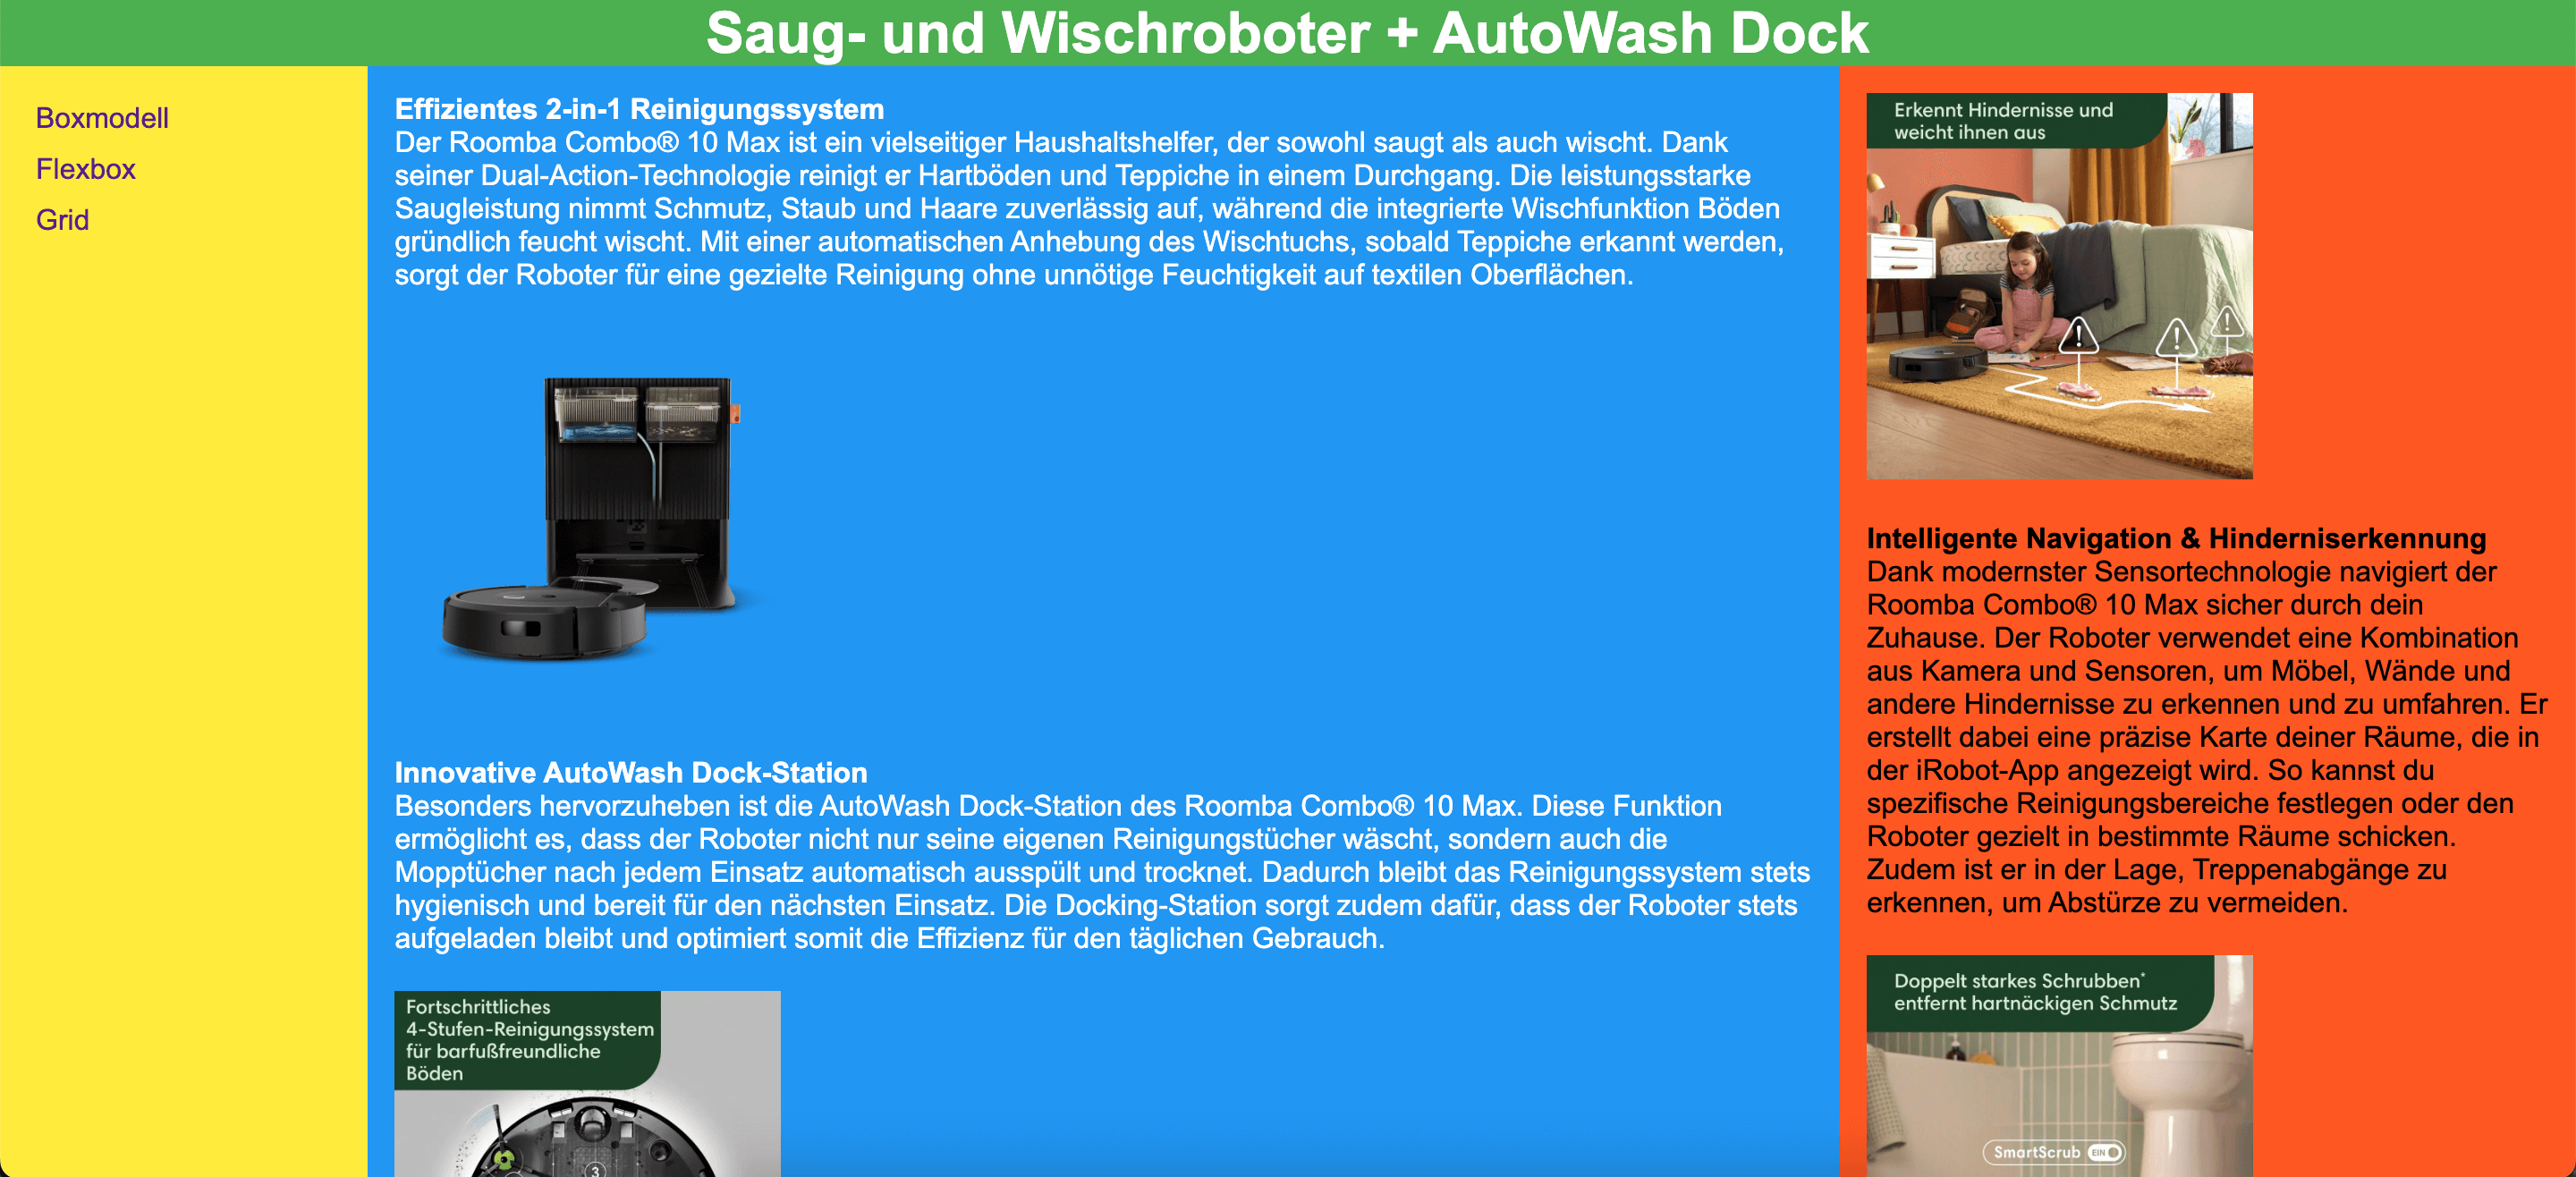 Saug- und Wischroboter + AutoWash Dock
Boxmodell
Flexbox
Grid
Effizientes 2-in-1 Reinigungssystem
Der Roomba Combo® 10 Max ist ein vielseitiger Haushaltshelfer, der sowohl saugt als auch wischt. Dank
seiner Dual-Action-Technologie reinigt er Hartböden und Teppiche in einem Durchgang. Die leistungsstarke
Saugleistung nimmt Schmutz, Staub und Haare zuverlässig auf, während die integrierte Wischfunktion Böden
gründlich feucht wischt. Mit einer automatischen Anhebung des Wischtuchs, sobald Teppiche erkannt werden,
sorgt der Roboter für eine gezielte Reinigung ohne unnötige Feuchtigkeit auf textilen Oberflächen.
Innovative AutoWash Dock-Station
Besonders hervorzuheben ist die AutoWash Dock-Station des Roomba Combo® 10 Max. Diese Funktion
ermöglicht es, dass der Roboter nicht nur seine eigenen Reinigungstücher wäscht, sondern auch die
Mopptücher nach jedem Einsatz automatisch ausspült und trocknet. Dadurch bleibt das Reinigungssystem stets
hygienisch und bereit für den nächsten Einsatz. Die Docking-Station sorgt zudem dafür, dass der Roboter stets
aufgeladen bleibt und optimiert somit die Effizienz für den täglichen Gebrauch.
Fortschrittliches
4-Stufen-Reinigungssystem
für barfußfreundliche
Böden
3
Erkennt Hindernisse und
weicht ihnen aus
Intelligente Navigation & Hinderniserkennung
Dank modernster Sensortechnologie navigiert der
Roomba Combo® 10 Max sicher durch dein
Zuhause. Der Roboter verwendet eine Kombination
aus Kamera und Sensoren, um Möbel, Wände und
andere Hindernisse zu erkennen und zu umfahren. Er
erstellt dabei eine präzise Karte deiner Räume, die in
der iRobot-App angezeigt wird. So kannst du
spezifische Reinigungsbereiche festlegen oder den
Roboter gezielt in bestimmte Räume schicken.
Zudem ist er in der Lage, Treppenabgänge zu
erkennen, um Abstürze zu vermeiden.
Doppelt starkes Schrubben*
entfernt hartnäckigen Schmutz
SmartScrub EIN